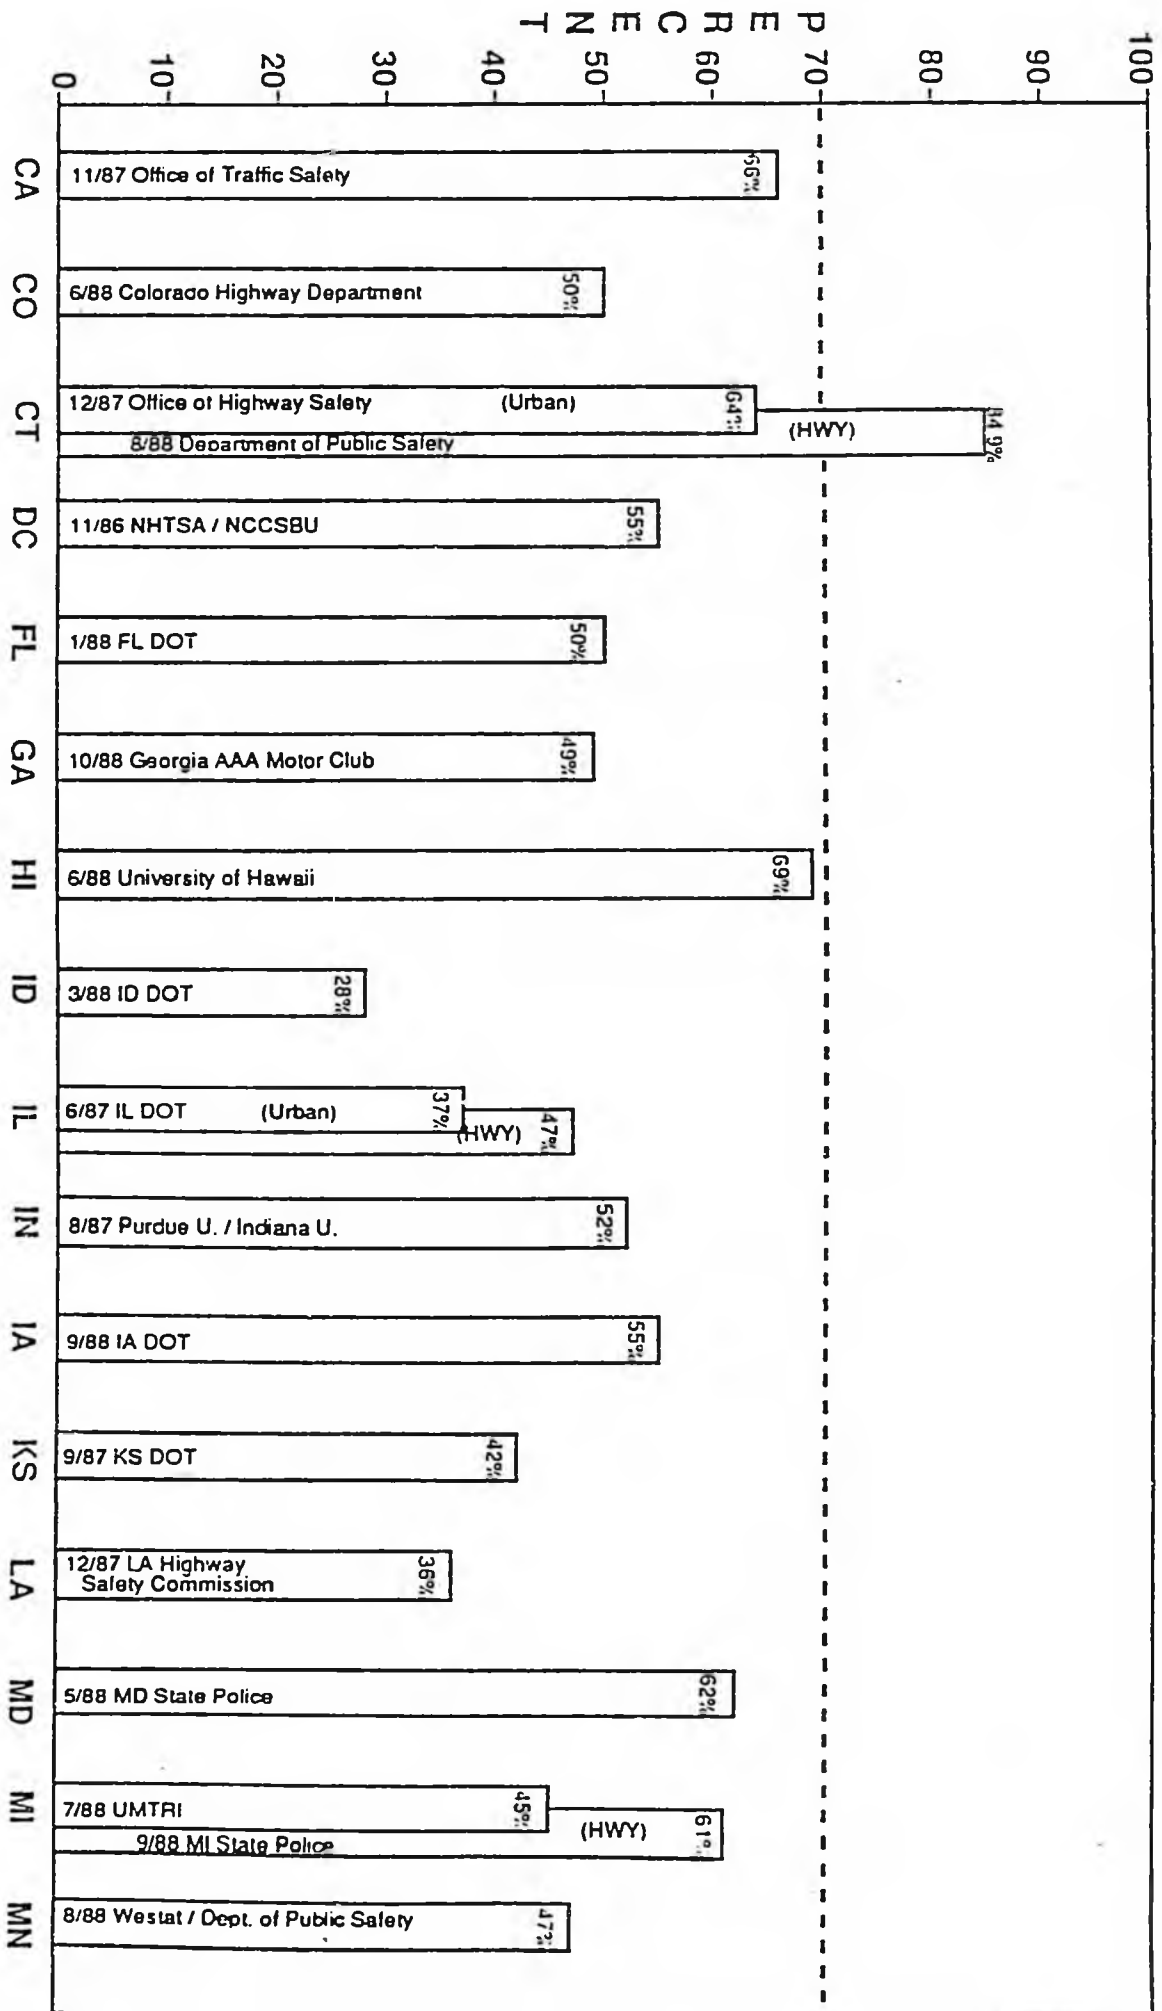 PERCENT
100
90
80
70
60
50
40
30
20
10
0
CA
11/87 Office of Traffic Safety
66%
CO
6/88 Colorado Highway Department
50%
CT
12/87 Office of Highway Safety (Urban)
64%
8/88 Department of Public Safety
(HWY)
84.9%
DC
11/86 NHTSA / NCCSBU
55%
FL
1/88 FL DOT
50%
GA
10/88 Georgia AAA Motor Club
49%
HI
6/88 University of Hawaii
69%
ID
3/88 ID DOT
28%
IL
6/87 IL DOT (Urban)
37%
(HWY)
47%
IN
8/87 Purdue U. / Indiana U.
52%
IA
9/88 IA DOT
55%
KS
9/87 KS DOT
42%
LA
12/87 LA Highway
Safety Commission
36%
MD
5/88 MD State Police
62%
MI
7/88 UMTRI
45%
9/88 MI State Police
(HWY)
61%
MN
8/88 Westat / Dept. of Public Safety
47%